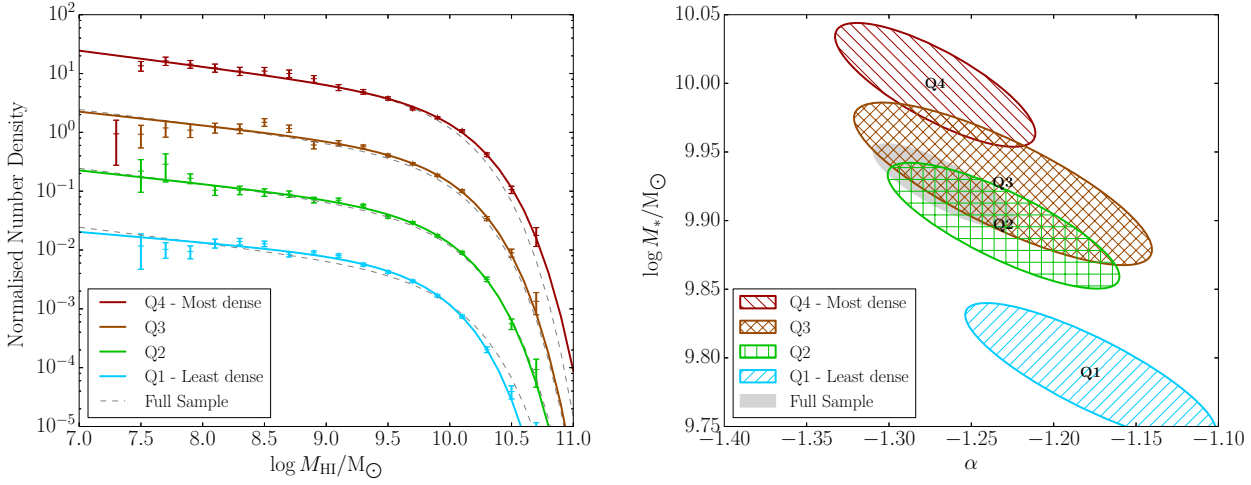 10^2
10^1
10^0
10^{-1}
10^{-2}
10^{-3}
10^{-4}
10^{-5}
Normalised Number Density
Q4 - Most dense
Q3
Q2
Q1 - Least dense
Full Sample
7.0 7.5 8.0 8.5 9.0 9.5 10.0 10.5 11.0
log M_HI/M_⊙
10.05
10.00
9.95
9.90
9.85
9.80
9.75
log M_*/M_⊙
Q4
Q3
Q2
Q1
Q4 - Most dense
Q3
Q2
Q1 - Least dense
Full Sample
−1.40 −1.35 −1.30 −1.25 −1.20 −1.15 −1.10
α